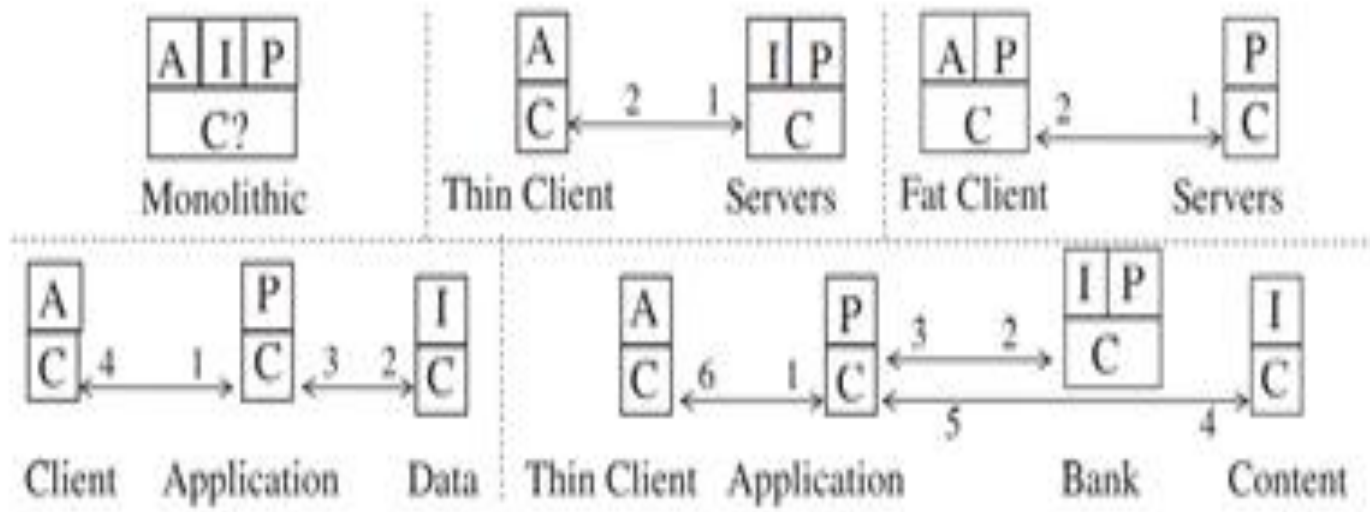 A I P
C?
Monolithic
A
C
2 1
I P
C
Thin Client Servers
A P
C
2 1
P
C
Fat Client Servers
A
C
4 1
P
C
3 2
I
C
Client Application Data
A
C
6 1
P
C
3 2
I P
C
5 4
I
C
Thin Client Application Bank Content